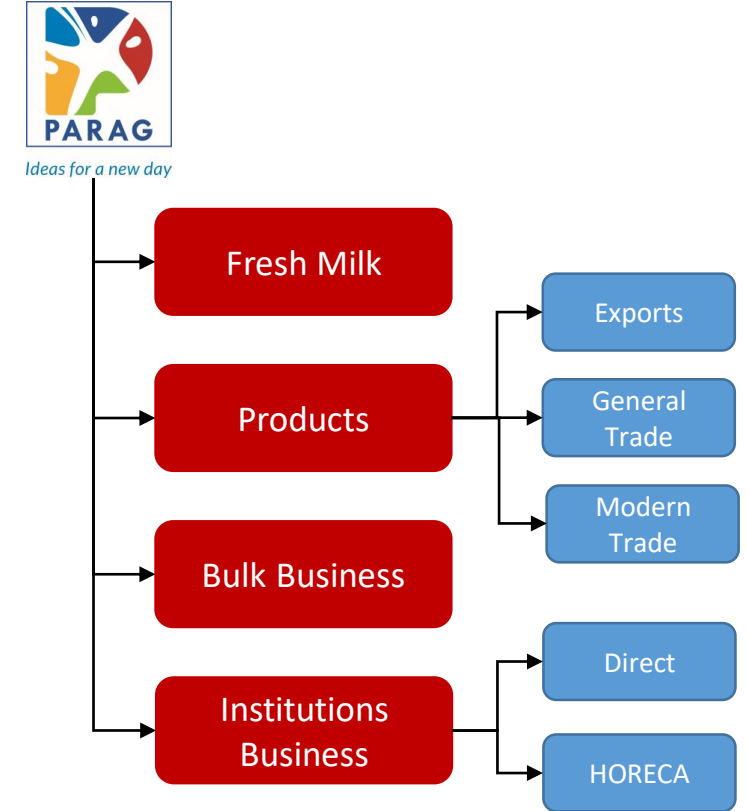 PARAG
Ideas for a new day
Fresh Milk
Products
Exports
General
Trade
Modern
Trade
Bulk Business
Institutions
Business
Direct
HORECA